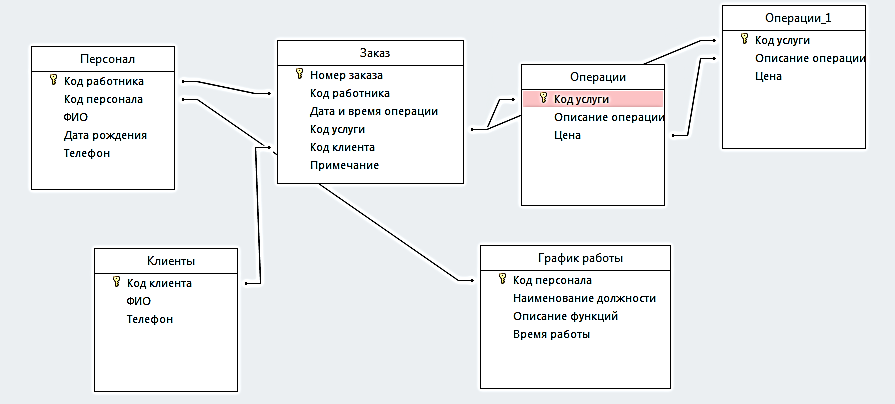 Персонал
Код работника
Код персонала
ФИО
Дата рождения
Телефон
Заказ
Номер заказа
Код работника
Дата и время операции
Код услуги
Код клиента
Примечание
Операции
Код услуги
Описание операции
Цена
Операции_1
Код услуги
Описание операции
Цена
Клиенты
Код клиента
ФИО
Телефон
График работы
Код персонала
Наименование должности
Описание функций
Время работы